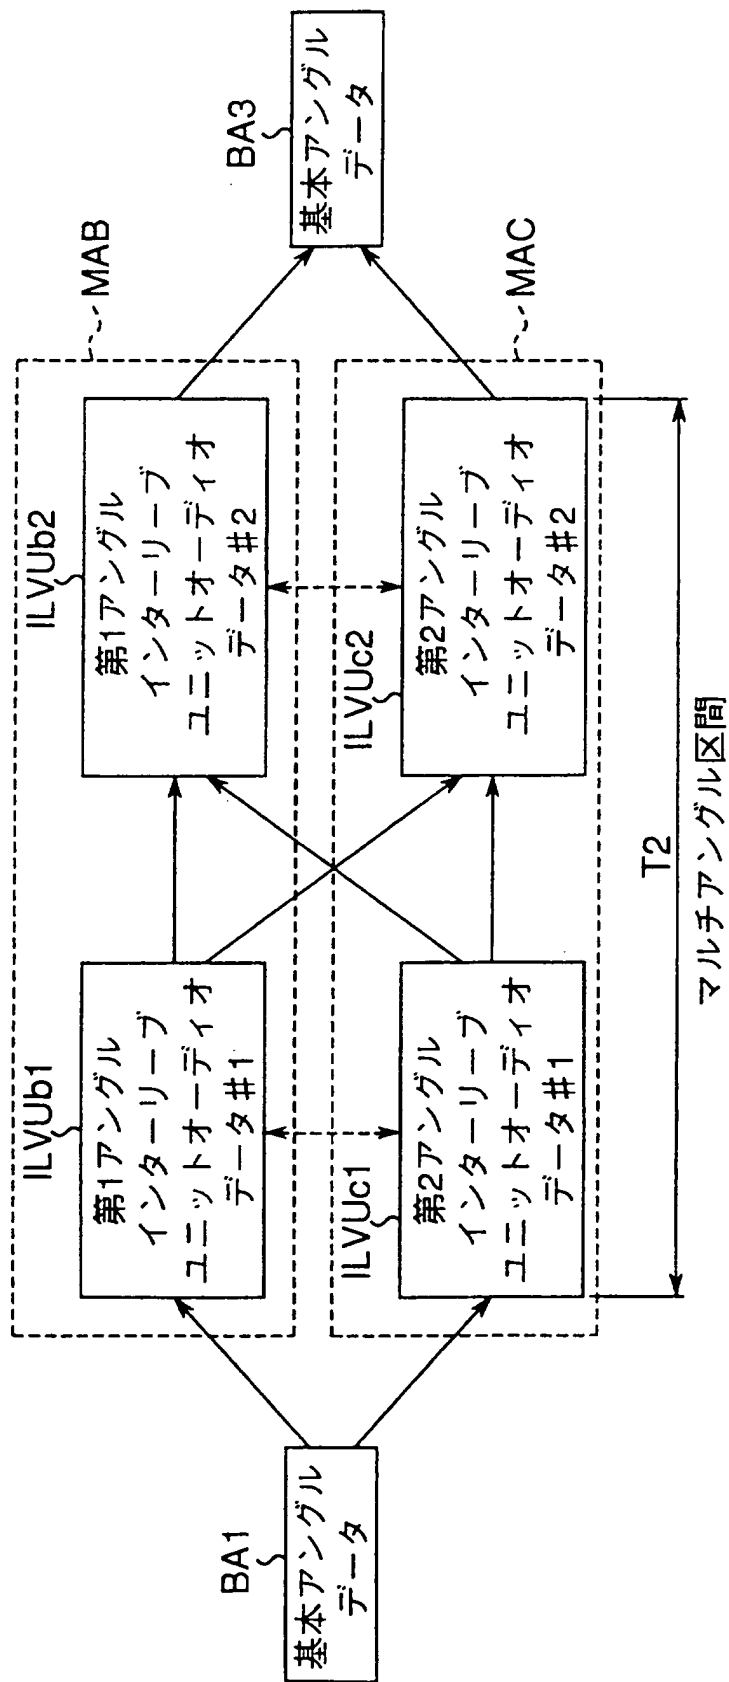 BA1
基本アングル
データ
MAB
ILVUb1
第1アングル
インターリーブ
ユニットオーディオ
データ#1
ILVUb2
第1アングル
インターリーブ
ユニットオーディオ
データ#2
MAC
ILVUc1
第2アングル
インターリーブ
ユニットオーディオ
データ#1
ILVUc2
第2アングル
インターリーブ
ユニットオーディオ
データ#2
BA3
基本アングル
データ
T2
マルチアングル区間